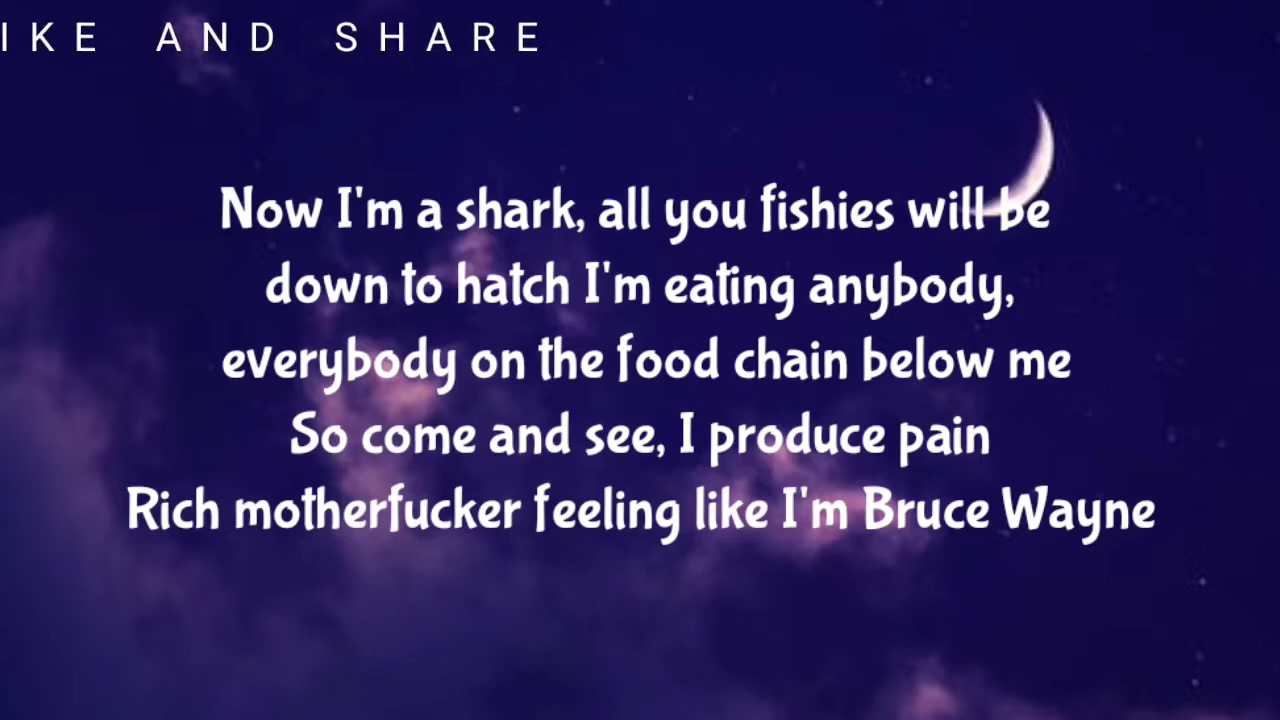 IKE AND SHARE
Now I'm a shark, all you fishies will be
down to hatch I'm eating anybody,
everybody on the food chain below me
So come and see, I produce pain
Rich motherfucker feeling like I'm Bruce Wayne